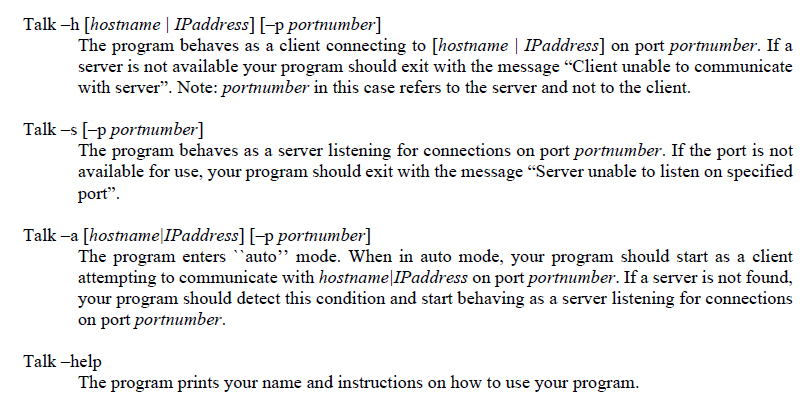 Talk –h [hostname | IPaddress] [–p portnumber]
The program behaves as a client connecting to [hostname | IPaddress] on port portnumber. If a
server is not available your program should exit with the message “Client unable to communicate
with server”. Note: portnumber in this case refers to the server and not to the client.
Talk –s [–p portnumber]
The program behaves as a server listening for connections on port portnumber. If the port is not
available for use, your program should exit with the message “Server unable to listen on specified
port”.
Talk –a [hostname|IPaddress] [–p portnumber]
The program enters ``auto’’ mode. When in auto mode, your program should start as a client
attempting to communicate with hostname|IPaddress on port portnumber. If a server is not found,
your program should detect this condition and start behaving as a server listening for connections
on port portnumber.
Talk –help
The program prints your name and instructions on how to use your program.